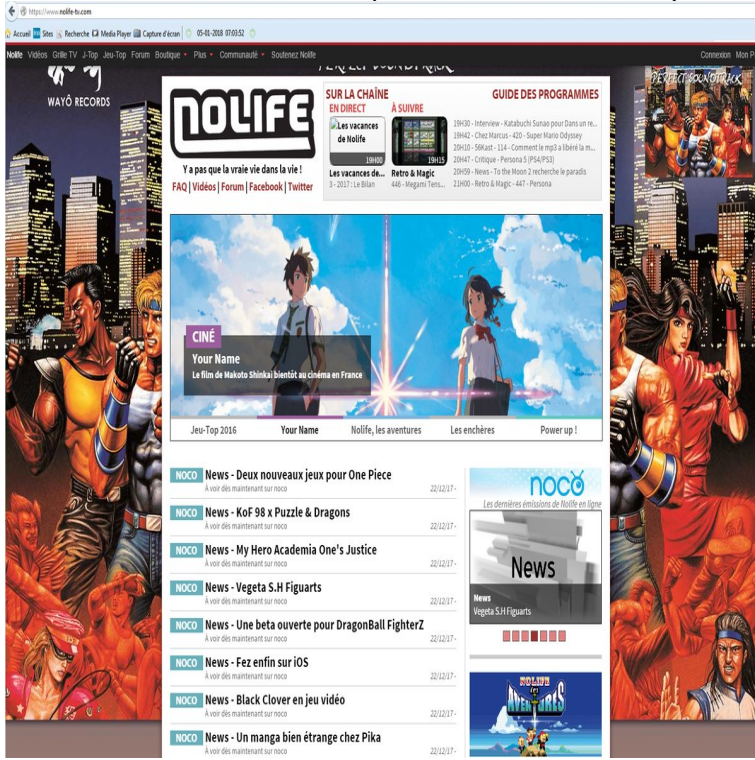 https://www.nolife-tv.com
Accueil Sites Recherche Media Player Capture d'écran 05-01-2018 07:03:52
Nolife Vidéos Grille TV J-Top Jeu-Top Forum Boutique Plus Communauté Soutenez Nolife Connexion Mon P
WAYÔ RECORDS
PERFECT SOUNDTRACK
PERFECT SOUNDTRACK
NOLIFE
Y a pas que la vraie vie dans la vie !
FAQ | Vidéos | Forum | Facebook | Twitter
SUR LA CHAÎNE
EN DIRECT
À SUIVRE
Les vacances de Nolife
19H00
19H15
Les vacances de...
3 - 2017 : Le Bilan
Retro & Magic
446 - Megami Tens...
GUIDE DES PROGRAMMES
19H30 - Interview - Katabuchi Sunao pour Dans un re...
19H42 - Chez Marcus - 420 - Super Mario Odyssey
20H10 - 56Kast - 114 - Comment le mp3 a libéré la m...
20H47 - Critique - Persona 5 (PS4/PS3)
20H59 - News - To the Moon 2 recherche le paradis
21H00 - Retro & Magic - 447 - Persona
CINÉ
Your Name
Le film de Makoto Shinkai bientôt au cinéma en France
Jeu-Top 2016 Your Name Nolife, les aventures Les enchères Power up !
NOCO News - Deux nouveaux jeux pour One Piece
À voir dès maintenant sur noco 22/12/17 -
NOCO News - KoF 98 x Puzzle & Dragons
À voir dès maintenant sur noco 22/12/17 -
NOCO News - My Hero Academia One's Justice
À voir dès maintenant sur noco 22/12/17 -
NOCO News - Vegeta S.H Figuarts
À voir dès maintenant sur noco 22/12/17 -
NOCO News - Une beta ouverte pour DragonBall FighterZ
À voir dès maintenant sur noco 22/12/17 -
NOCO News - Fez enfin sur iOS
À voir dès maintenant sur noco 22/12/17 -
NOCO News - Black Clover en jeu vidéo
À voir dès maintenant sur noco 22/12/17 -
NOCO News - Un manga bien étrange chez Pika
À voir dès maintenant sur noco 22/12/17 -
noco
Les dernières émissions de Nolife en ligne
News
News
Vegeta S.H Figuarts
NOLIFE
LES
AVENTURES